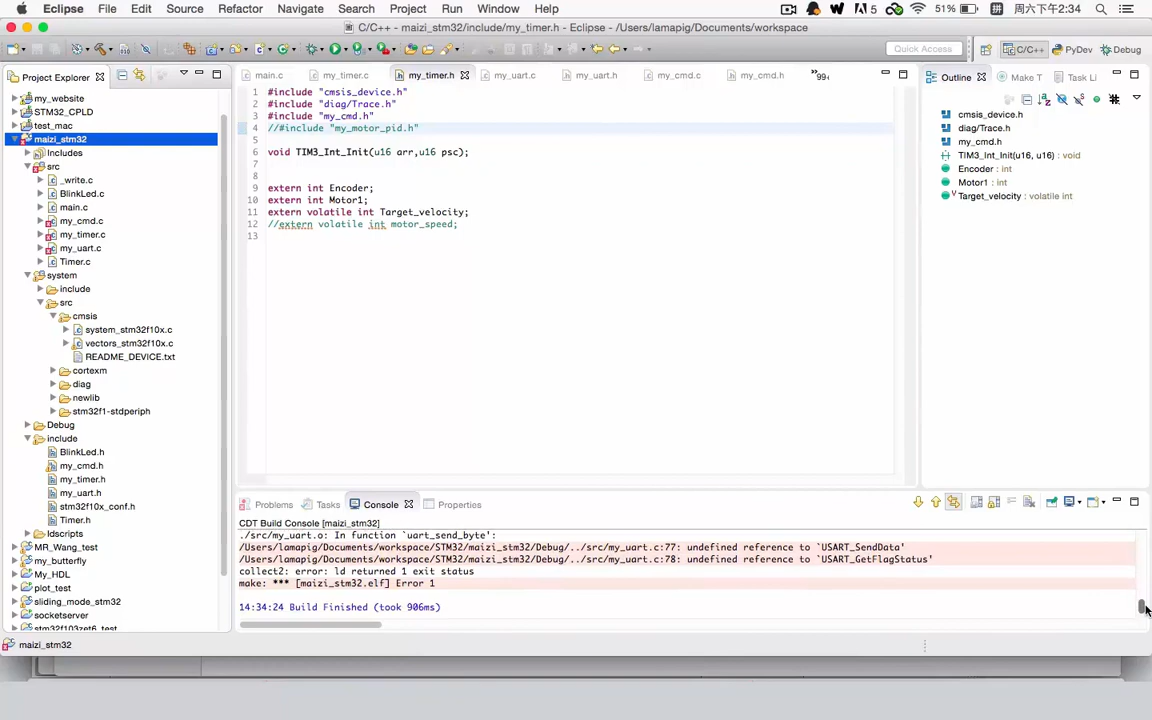 Eclipse File Edit Source Refactor Navigate Search Project Run Window Help
5 51% 周六下午2:34
C/C++ - maizi_stm32/include/my_timer.h - Eclipse - /Users/lamapig/Documents/workspace
Quick Access C/C++ PyDev Debug
Project Explorer
main.c my_timer.c my_timer.h my_uart.c my_uart.h my_cmd.c my_cmd.h »99+
Outline Make T Task Li
my_website
STM32_CPLD
test_mac
maizi_stm32
Includes
src
_write.c
BlinkLed.c
main.c
my_cmd.c
my_timer.c
my_uart.c
Timer.c
system
include
src
cmsis
system_stm32f10x.c
vectors_stm32f10x.c
README_DEVICE.txt
cortexm
diag
newlib
stm32f1-stdperiph
Debug
include
BlinkLed.h
my_cmd.h
my_timer.h
my_uart.h
stm32f10x_conf.h
Timer.h
ldscripts
MR_Wang_test
my_butterfly
My_HDL
plot_test
sliding_mode_stm32
socketserver
stm32f103zet6_test
1 #include "cmsis_device.h"
2 #include "diag/Trace.h"
3 #include "my_cmd.h"
4 //#include "my_motor_pid.h"
5
6 void TIM3_Int_Init(u16 arr,u16 psc);
7
8
9 extern int Encoder;
10 extern int Motor1;
11 extern volatile int Target_velocity;
12 //extern volatile int motor_speed;
13
cmsis_device.h
diag/Trace.h
my_cmd.h
TIM3_Int_Init(u16, u16) : void
Encoder : int
Motor1 : int
Target_velocity : volatile int
Problems Tasks Console Properties
CDT Build Console [maizi_stm32]
./src/my_uart.o: In function `uart_send_byte':
/Users/lamapig/Documents/workspace/STM32/maizi_stm32/Debug/../src/my_uart.c:77: undefined reference to `USART_SendData'
/Users/lamapig/Documents/workspace/STM32/maizi_stm32/Debug/../src/my_uart.c:78: undefined reference to `USART_GetFlagStatus'
collect2: error: ld returned 1 exit status
make: *** [maizi_stm32.elf] Error 1
14:34:24 Build Finished (took 906ms)
maizi_stm32